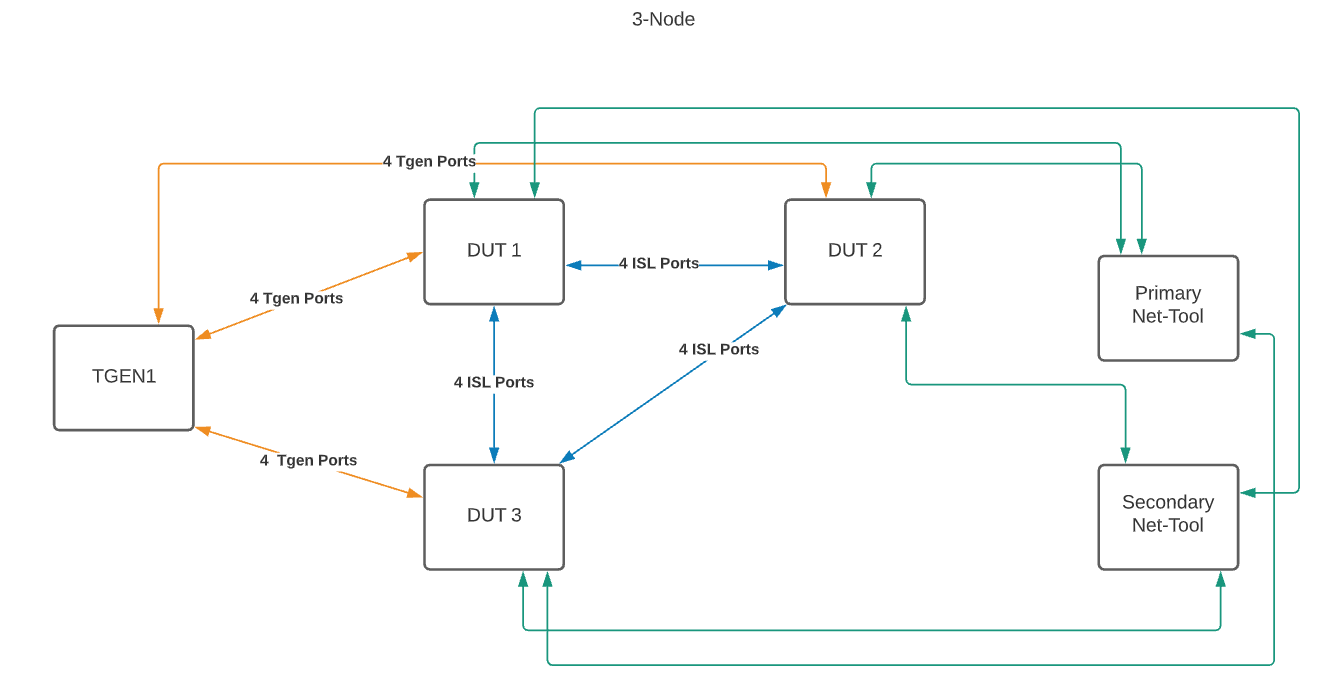 3-Node
4 Tgen Ports
DUT 1
DUT 2
4 ISL Ports
4 Tgen Ports
Primary
Net-Tool
4 ISL Ports
TGEN1
4 ISL Ports
4  Tgen Ports
DUT 3
Secondary
Net-Tool